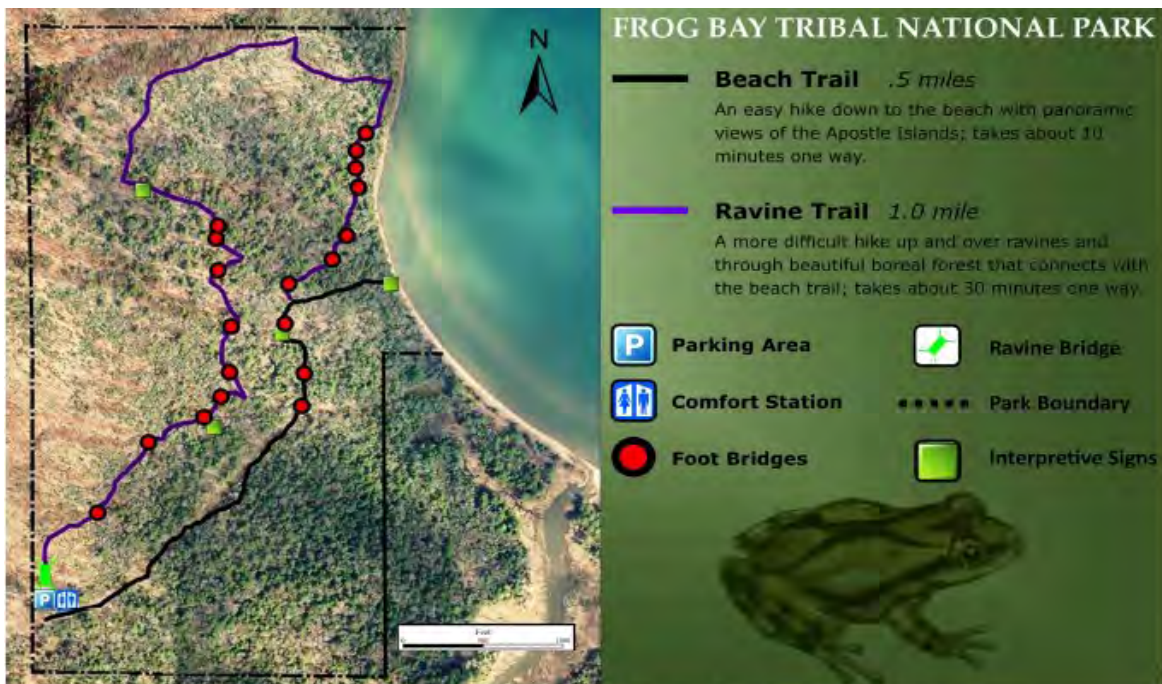 FROG BAY TRIBAL NATIONAL PARK
N
Beach Trail .5 miles
An easy hike down to the beach with panoramic
views of the Apostle Islands; takes about 10
minutes one way.
Ravine Trail 1.0 mile
A more difficult hike up and over ravines and
through beautiful boreal forest that connects with
the beach trail; takes about 30 minutes one way.
P Parking Area
Ravine Bridge
Comfort Station
Park Boundary
Foot Bridges
Interpretive Signs
P
Feet
0